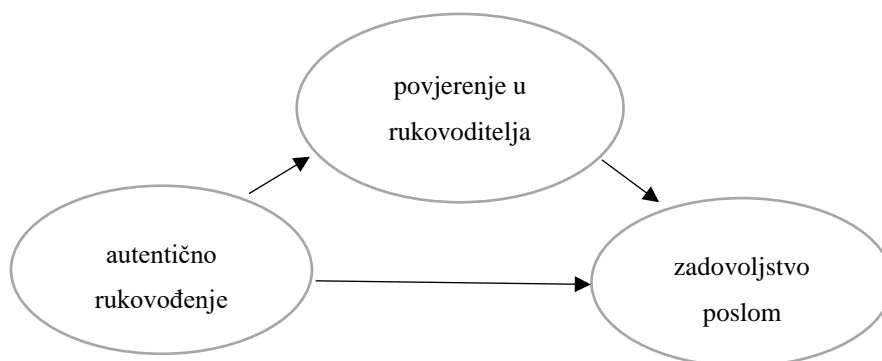 povjerenje u
rukovoditelja
autentično
rukovođenje
zadovoljstvo
poslom